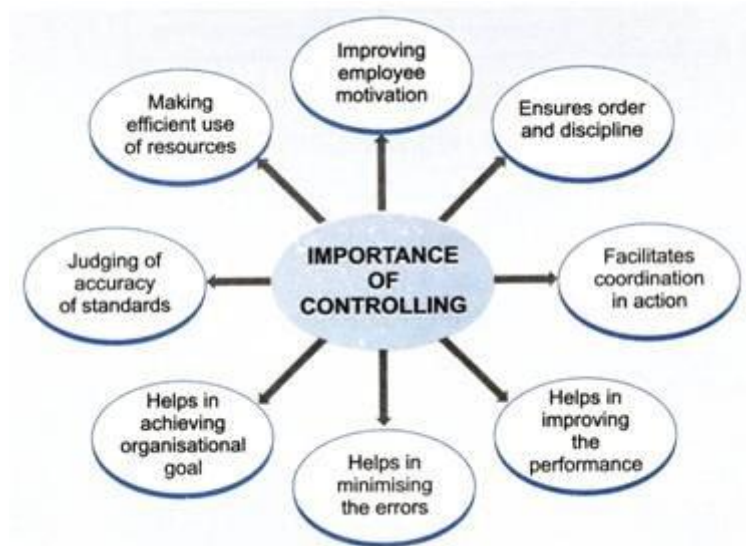 Improving
employee
motivation
Making
efficient use
of resources
Ensures order
and discipline
IMPORTANCE
OF
CONTROLLING
Judging of
accuracy
of standards
Facilitates
coordination
in action
Helps in
achieving
organisational
goal
Helps in
minimising
the errors
Helps in
improving
the
performance